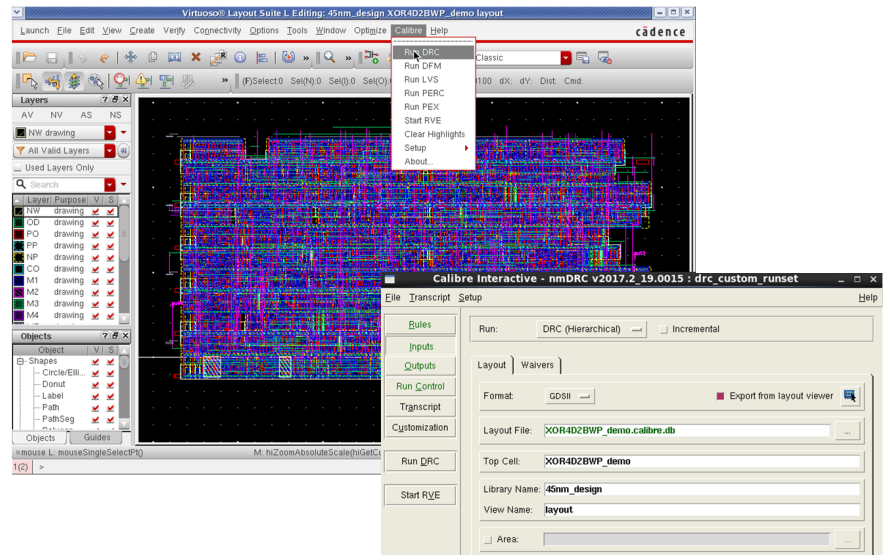 Virtuoso® Layout Suite L Editing: 45nm_design XOR4D2BWP_demo layout
Launch File Edit View Create Verify Connectivity Options Tools Window Optimize Calibre Help
cādence
Run DRC
Run DFM
Run LVS
Run PERC
Run PEX
Start RVE
Clear Highlights
Setup
About...
Classic
(F)Select:0 Sel(N):0 Sel(I):0 Sel(O): 100 dX: dY: Dist: Cmd:
Layers
AV NV AS NS
NW drawing
All Valid Layers
Used Layers Only
Search
Layer Purpose V S
NW drawing
OD drawing
PO drawing
PP drawing
NP drawing
CO drawing
M1 drawing
M2 drawing
M3 drawing
M4 drawing
Objects
Object V S
Shapes
Circle/Elli...
Donut
Label
Path
PathSeg
Objects Guides
mouse L: mouseSingleSelectPt()
M: hiZoomAbsoluteScale(hiGetCu
1(2) >
Calibre Interactive - nmDRC v2017.2_19.0015 : drc_custom_runset
File Transcript Setup Help
Rules
Inputs
Outputs
Run Control
Transcript
Customization
Run DRC
Start RVE
Run: DRC (Hierarchical) Incremental
Layout Waivers
Format: GDSII Export from layout viewer
Layout File: XOR4D2BWP_demo.calibre.db ...
Top Cell: XOR4D2BWP_demo
Library Name: 45nm_design
View Name: layout
Area: ...